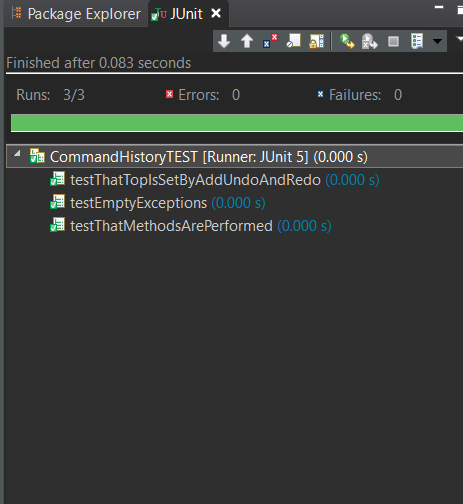 Package Explorer JUnit
Finished after 0.083 seconds
Runs: 3/3 Errors: 0 Failures: 0
CommandHistoryTEST [Runner: JUnit 5] (0.000 s)
testThatTopIsSetByAddUndoAndRedo (0.000 s)
testEmptyExceptions (0.000 s)
testThatMethodsArePerformed (0.000 s)